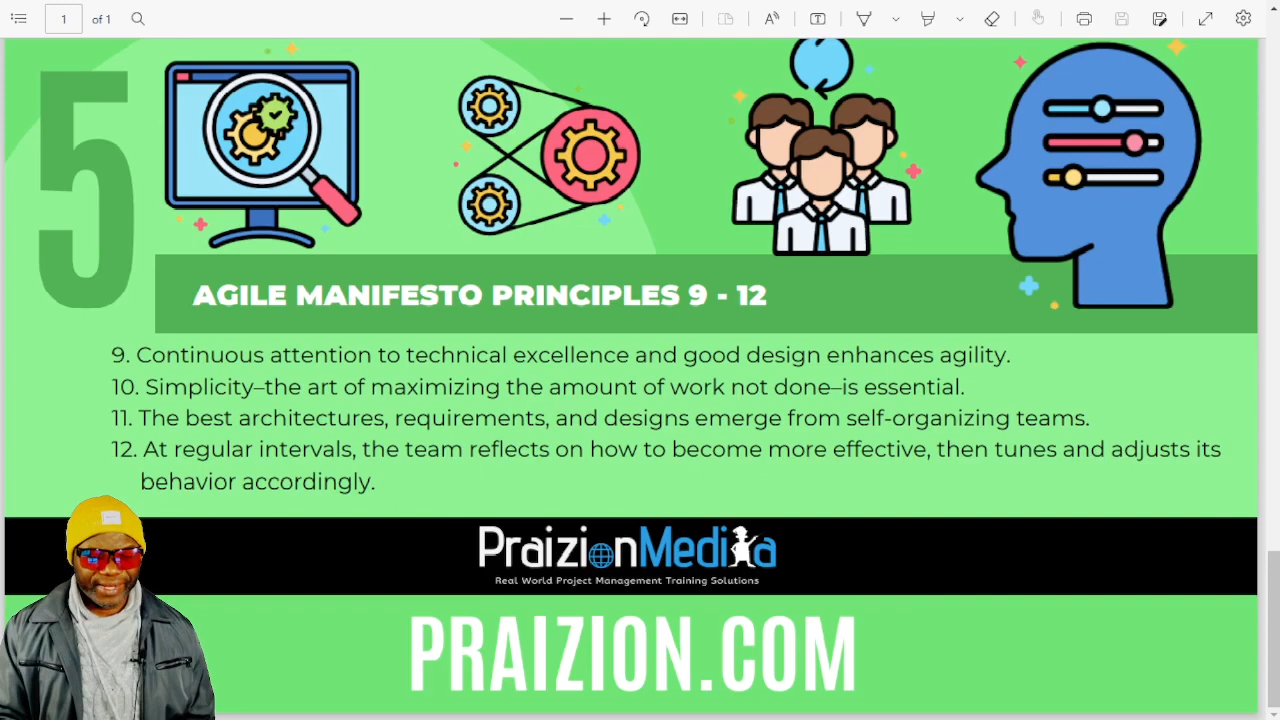 1 of 1
5
AGILE MANIFESTO PRINCIPLES 9 - 12
9. Continuous attention to technical excellence and good design enhances agility.
10. Simplicity–the art of maximizing the amount of work not done–is essential.
11. The best architectures, requirements, and designs emerge from self-organizing teams.
12. At regular intervals, the team reflects on how to become more effective, then tunes and adjusts its
behavior accordingly.
PraizionMedia
Real World Project Management Training Solutions
PRAIZION.COM